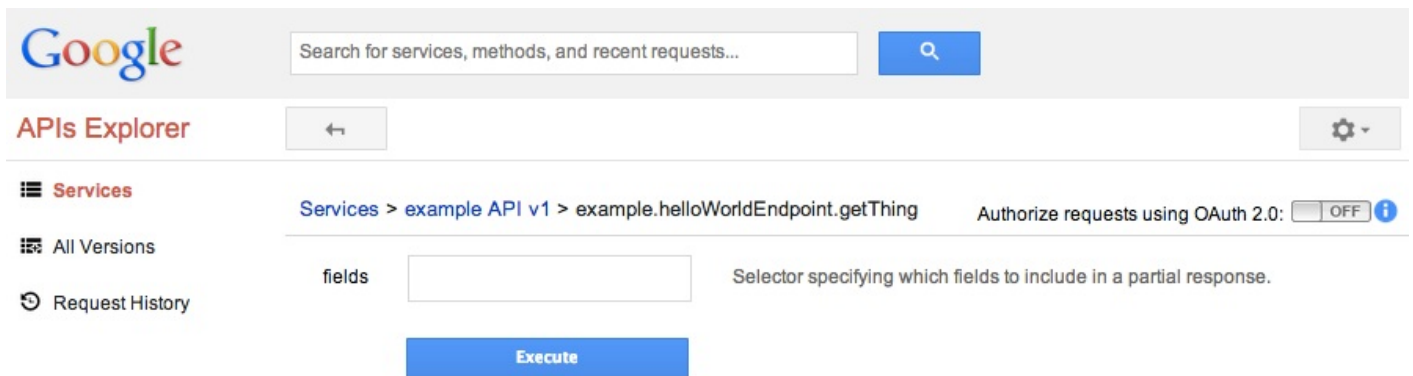 Google
Search for services, methods, and recent requests...
APIs Explorer
Services
Services > example API v1 > example.helloWorldEndpoint.getThing
Authorize requests using OAuth 2.0: OFF
All Versions
fields
Selector specifying which fields to include in a partial response.
Request History
Execute